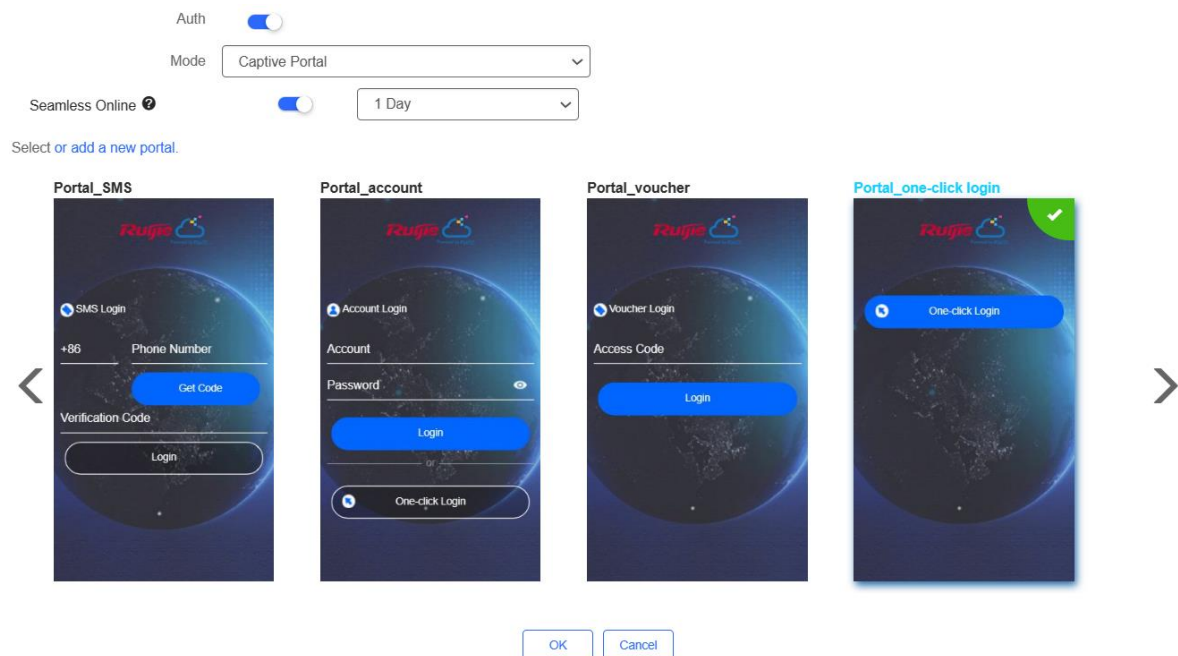 Auth
Mode Captive Portal
Seamless Online ? 1 Day
Select or add a new portal.
Portal_SMS Portal_account Portal_voucher Portal_one-click login
Ruijie Ruijie Ruijie Ruijie
SMS Login
+86 Phone Number
Get Code
Verification Code
Login
Account Login
Account
Password
Login
or
One-click Login
Voucher Login
Access Code
Login
One-click Login
OK Cancel